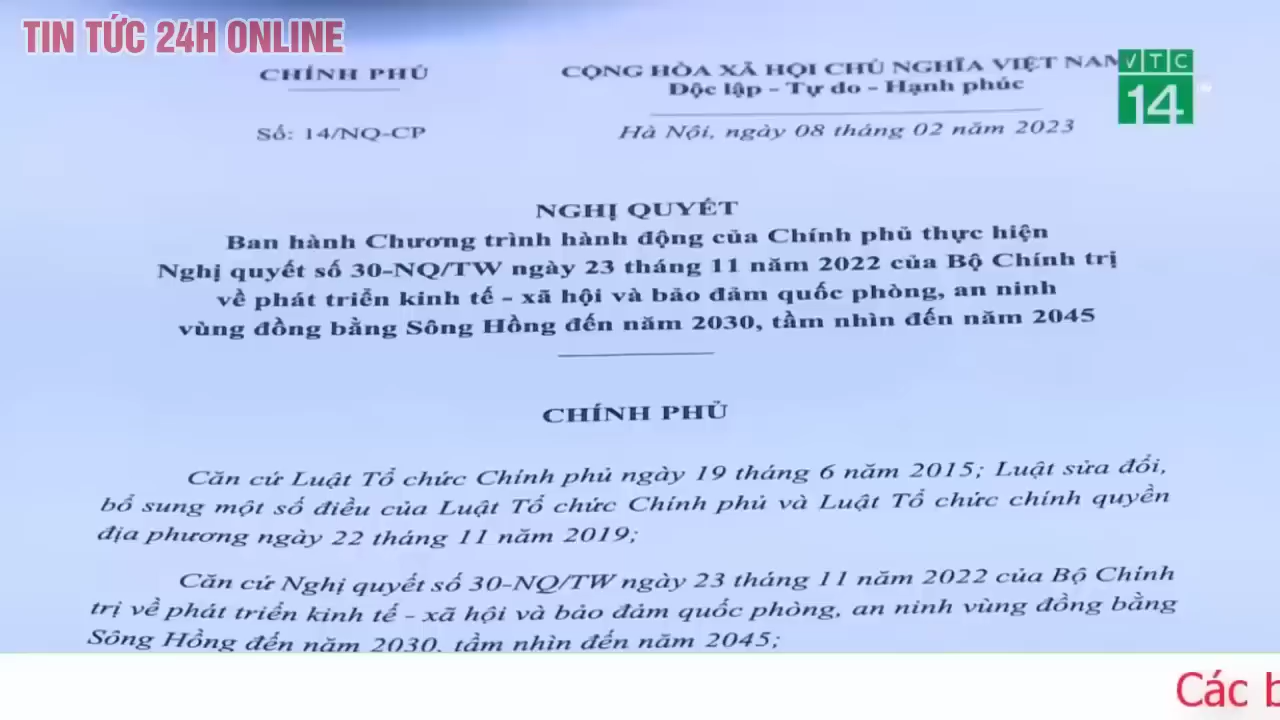 TIN TỨC 24H ONLINE
VTC
14
CHÍNH PHỦ
CỘNG HÒA XÃ HỘI CHỦ NGHĨA VIỆT NAM
Độc lập - Tự do - Hạnh phúc
Số: 14/NQ-CP
Hà Nội, ngày 08 tháng 02 năm 2023
NGHỊ QUYẾT
Ban hành Chương trình hành động của Chính phủ thực hiện
Nghị quyết số 30-NQ/TW ngày 23 tháng 11 năm 2022 của Bộ Chính trị
về phát triển kinh tế - xã hội và bảo đảm quốc phòng, an ninh
vùng đồng bằng Sông Hồng đến năm 2030, tầm nhìn đến năm 2045
CHÍNH PHỦ
Căn cứ Luật Tổ chức Chính phủ ngày 19 tháng 6 năm 2015; Luật sửa đổi,
bổ sung một số điều của Luật Tổ chức Chính phủ và Luật Tổ chức chính quyền
địa phương ngày 22 tháng 11 năm 2019;
Căn cứ Nghị quyết số 30-NQ/TW ngày 23 tháng 11 năm 2022 của Bộ Chính
trị về phát triển kinh tế - xã hội và bảo đảm quốc phòng, an ninh vùng đồng bằng
Sông Hồng đến năm 2030, tầm nhìn đến năm 2045;
Các b